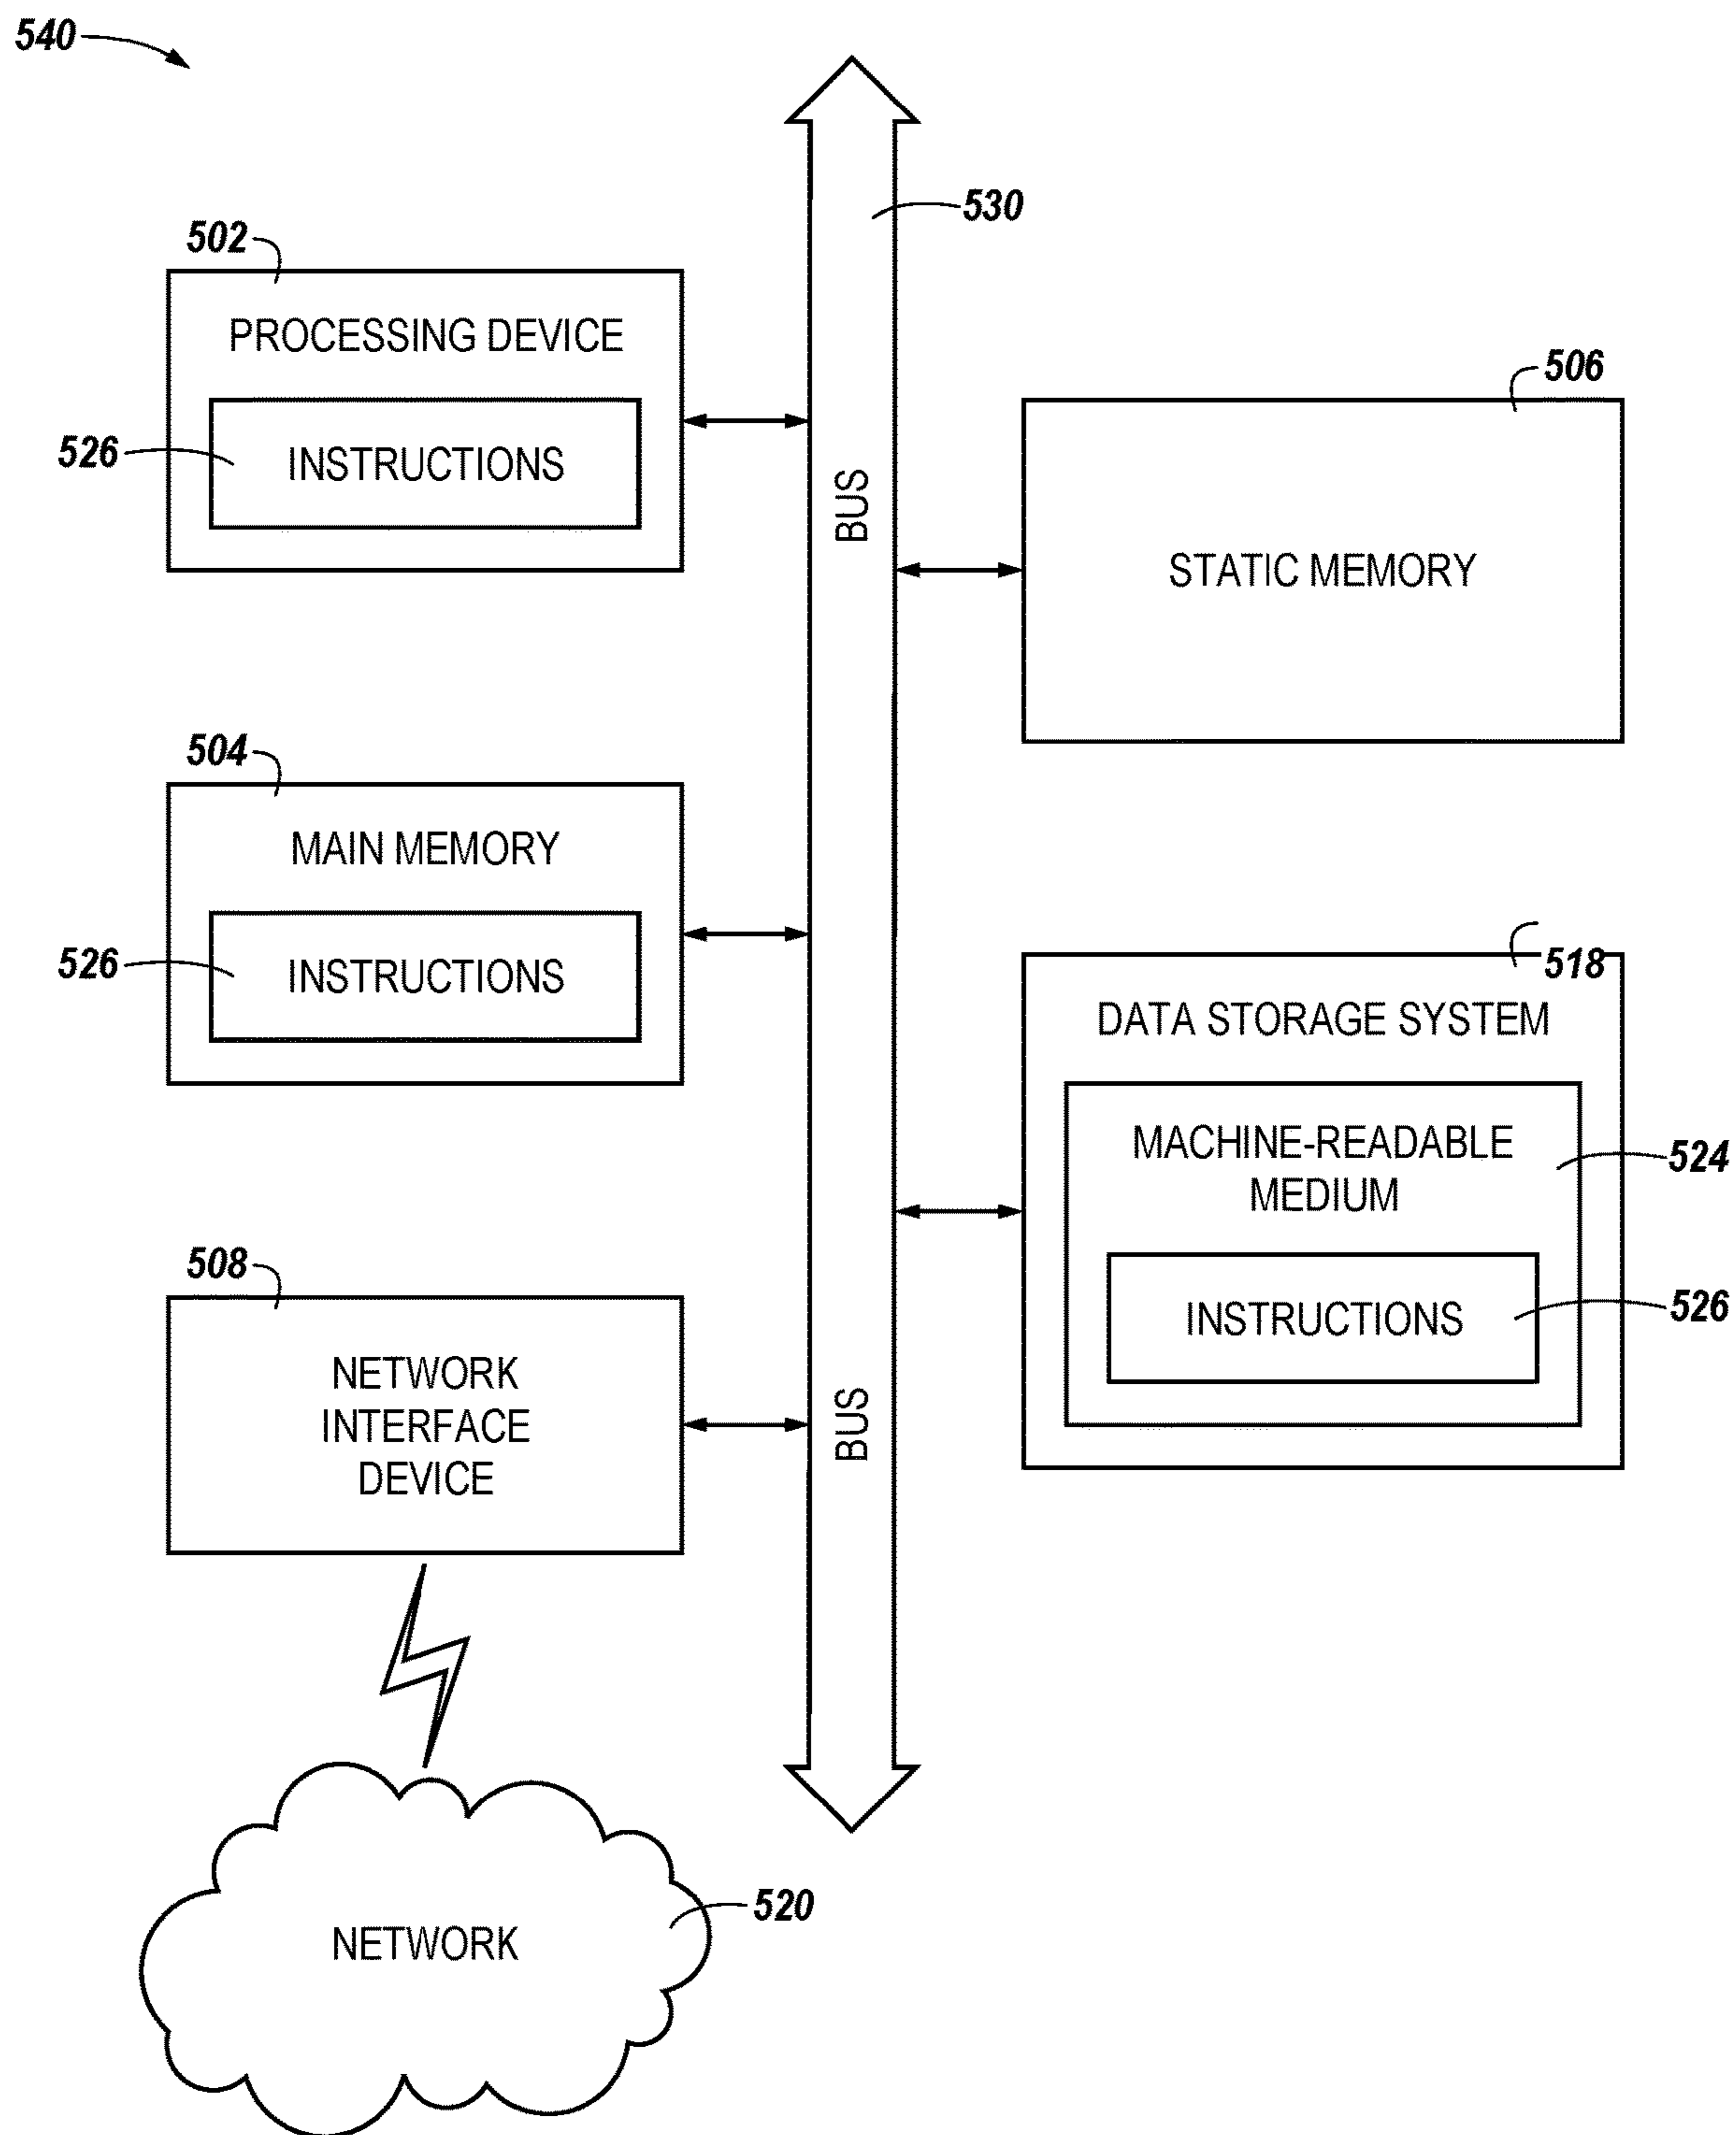 540
530
502
PROCESSING DEVICE
526
INSTRUCTIONS
BUS
506
STATIC MEMORY
504
MAIN MEMORY
526
INSTRUCTIONS
518
DATA STORAGE SYSTEM
MACHINE-READABLE
MEDIUM
524
INSTRUCTIONS
526
508
NETWORK
INTERFACE
DEVICE
BUS
520
NETWORK